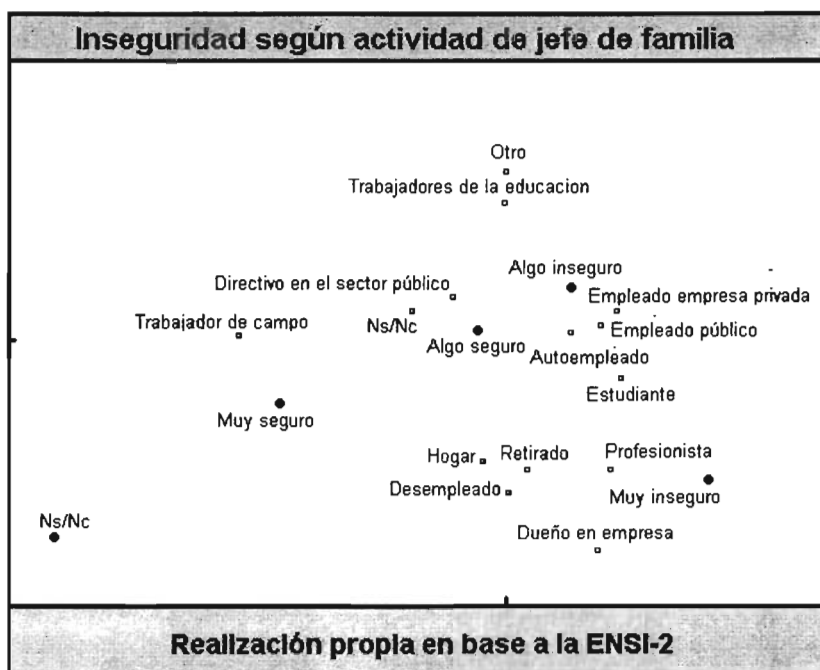 Inseguridad según actividad de jefe de familia
Otro
Trabajadores de la educacion
Algo inseguro
Directivo en el sector público
Empleado empresa privada
Ns/Nc
Trabajador de campo
Empleado público
Algo seguro
Autoempleado
Estudiante
Muy seguro
Hogar
Retirado
Profesionista
Desempleado
Muy inseguro
Ns/Nc
Dueño en empresa
Realización propia en base a la ENSI-2